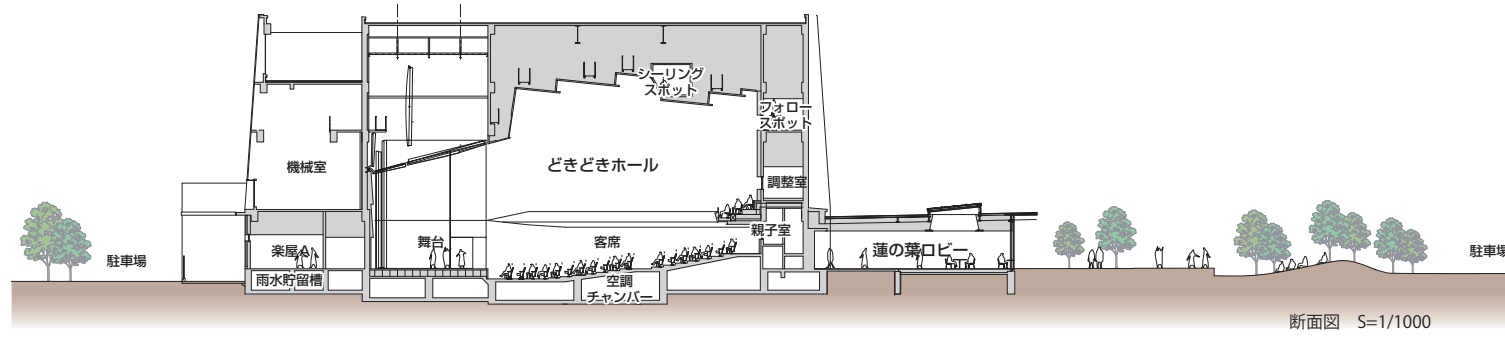 シーリング
スポット
フォロー
スポット
機械室
どきどきホール
調整室
親子室
楽屋A
舞台
客席
蓮の葉ロビー
駐車場
駐車場
雨水貯留槽
空調
チャンバー
断面図 S=1/1000